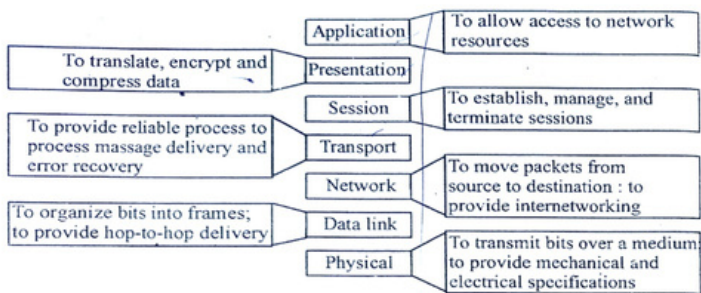 Application
To allow access to network
resources
To translate, encrypt and
compress data
Presentation
Session
To establish, manage, and
terminate sessions
To provide reliable process to
process massage delivery and
error recovery
Transport
Network
To move packets from
source to destination : to
provide internetworking
To organize bits into frames;
to provide hop-to-hop delivery
Data link
Physical
To transmit bits over a medium;
to provide mechanical and
electrical specifications